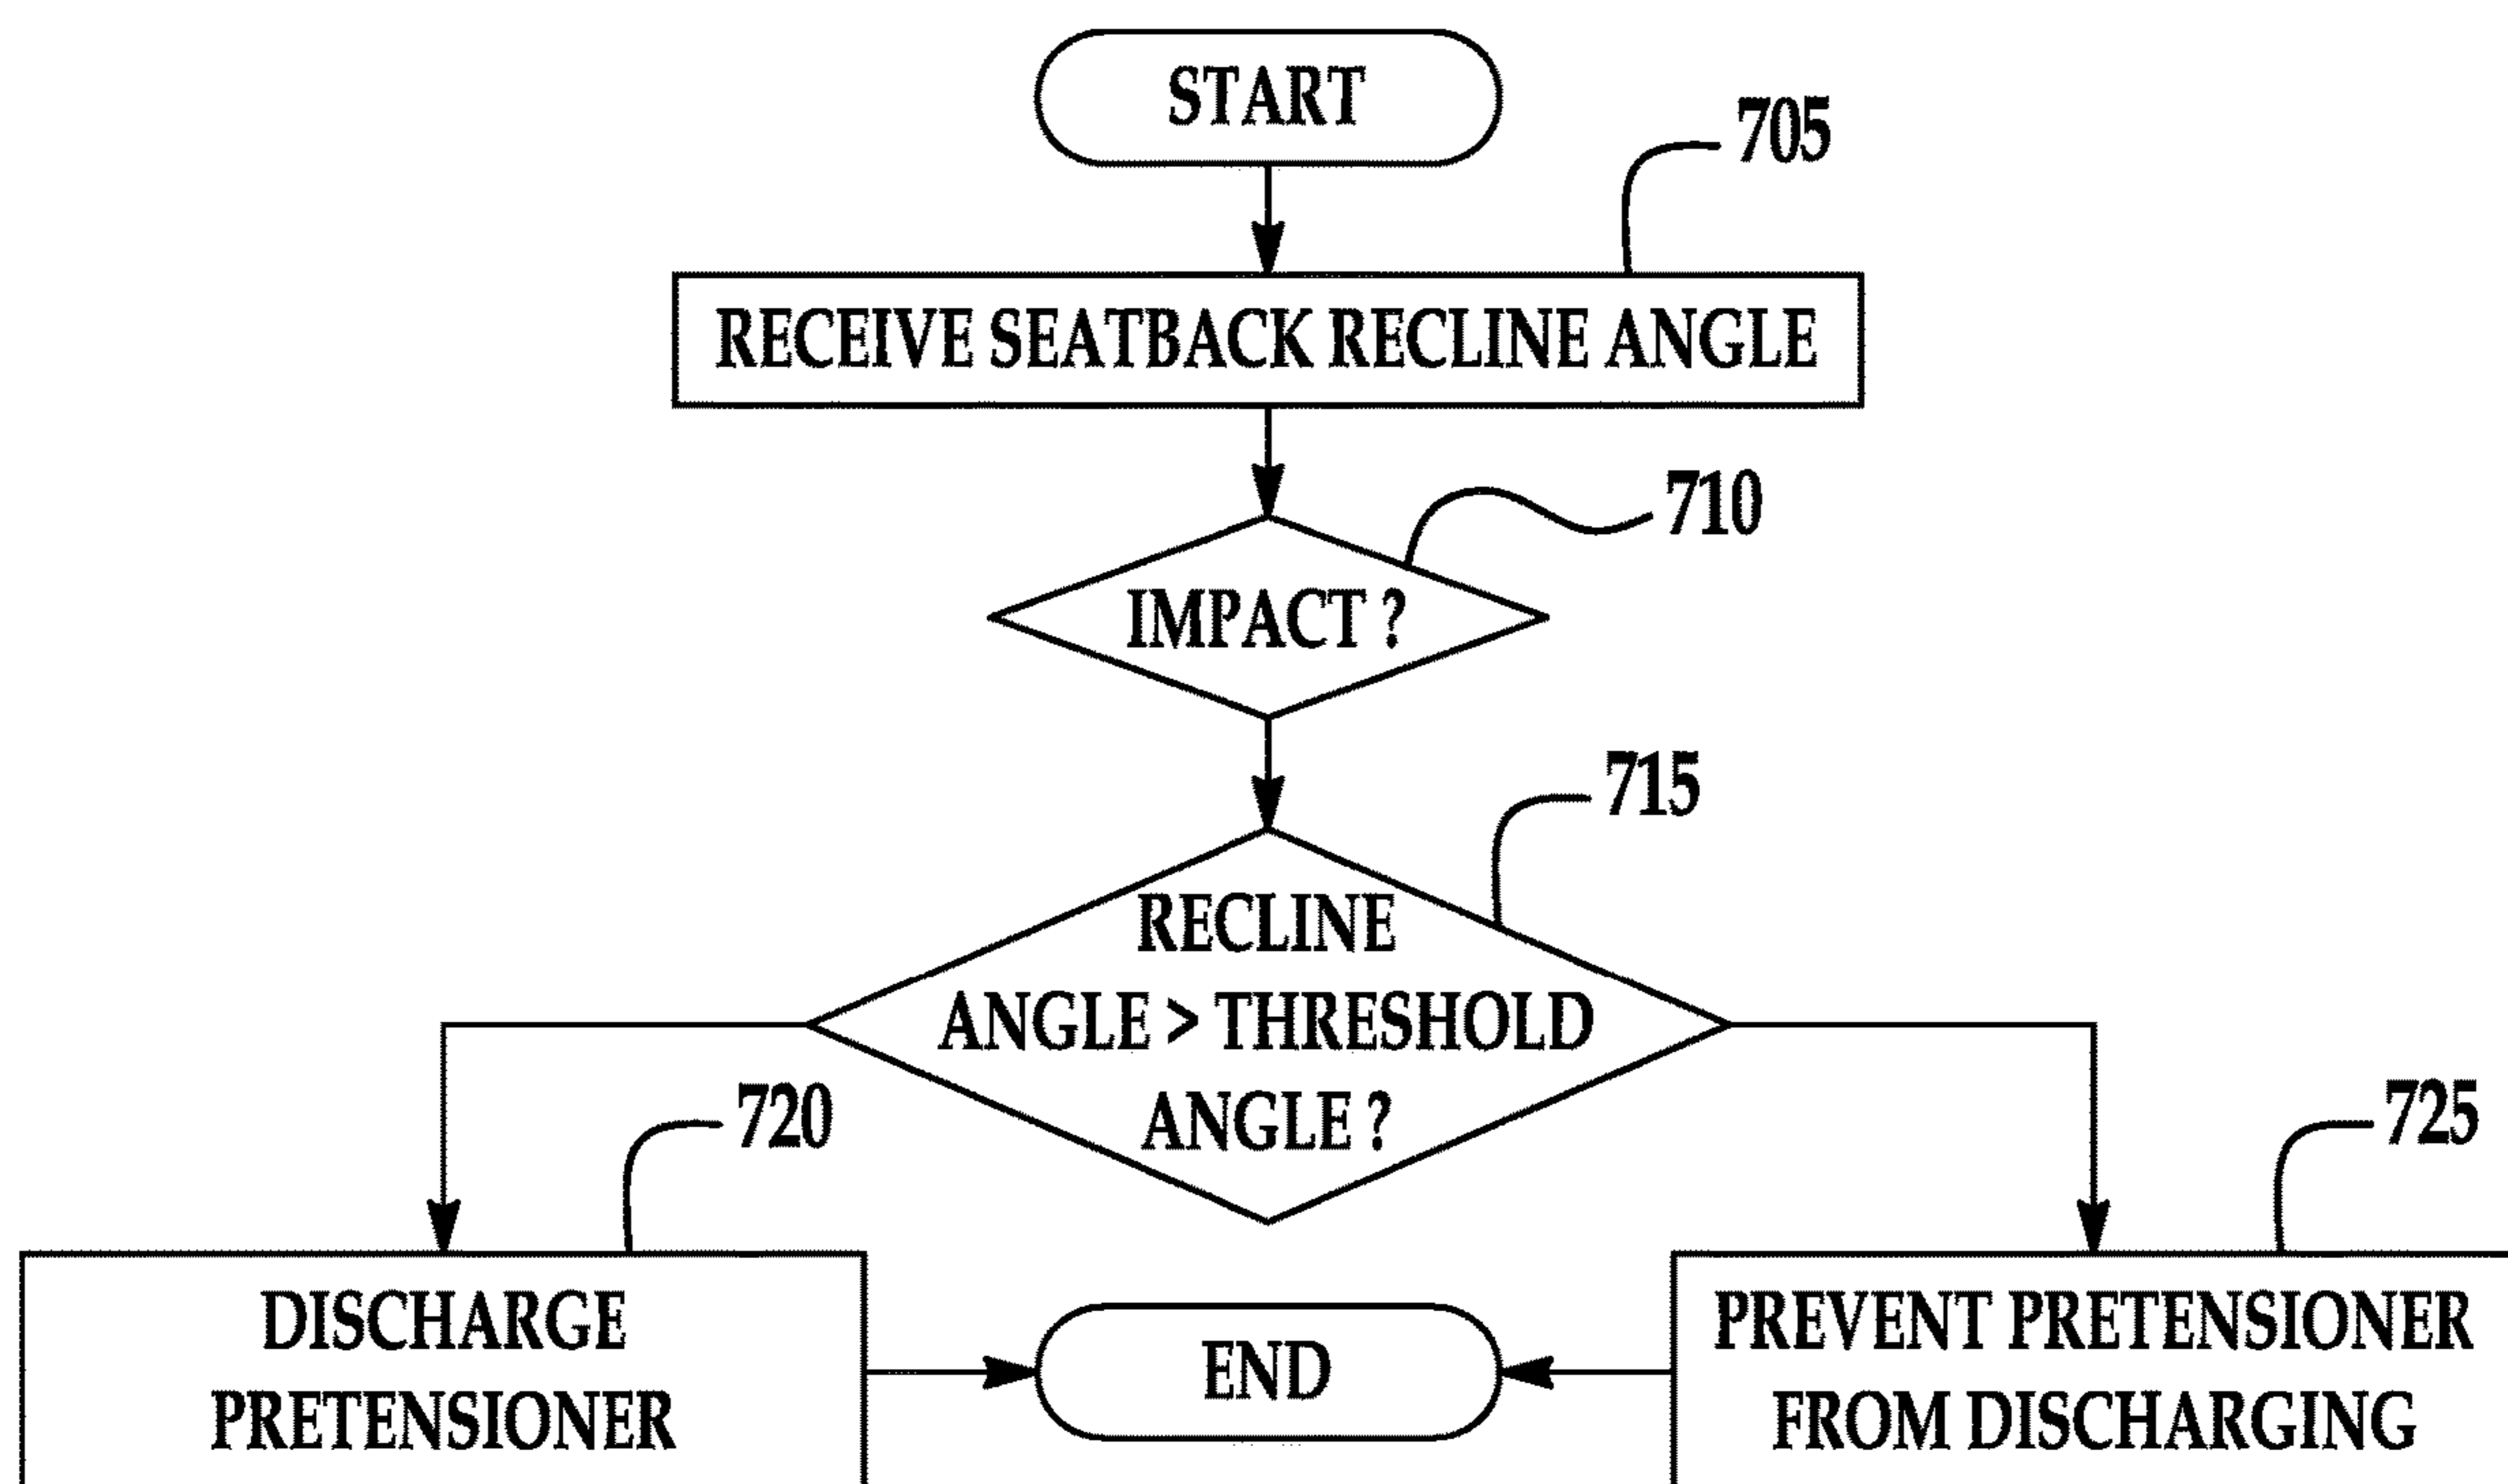 START
705
RECEIVE SEATBACK RECLINE ANGLE
710
IMPACT ?
715
RECLINE
ANGLE > THRESHOLD
ANGLE ?
720
725
DISCHARGE
PRETENSIONER
END
PREVENT PRETENSIONER
FROM DISCHARGING